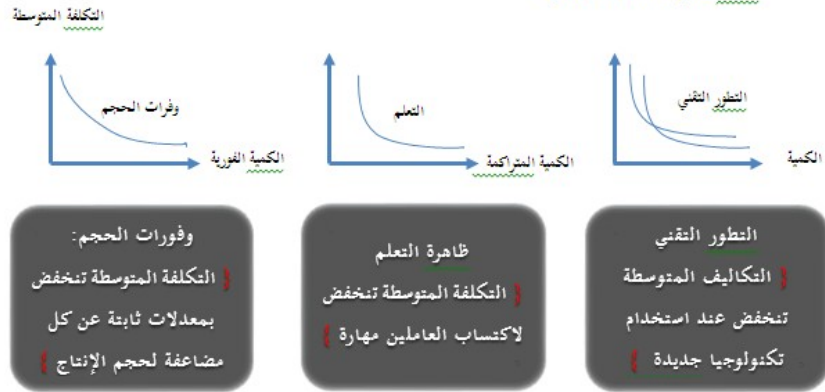 التكلفة المتوسطة
التطور التقني
التعلم
وفرات الحجم
الكمية
الكمية المتراكمة
الكمية الفورية
التطور التقني
التكاليف المتوسطة
تنخفض عند استخدام
تكنولوجيا جديدة
ظاهرة التعلم
التكلفة المتوسطة تنخفض
لاكتساب العاملين مهارة
وفورات الحجم:
التكلفة المتوسطة تنخفض
بمعدلات ثابتة عن كل
مضاعفة لحجم الإنتاج